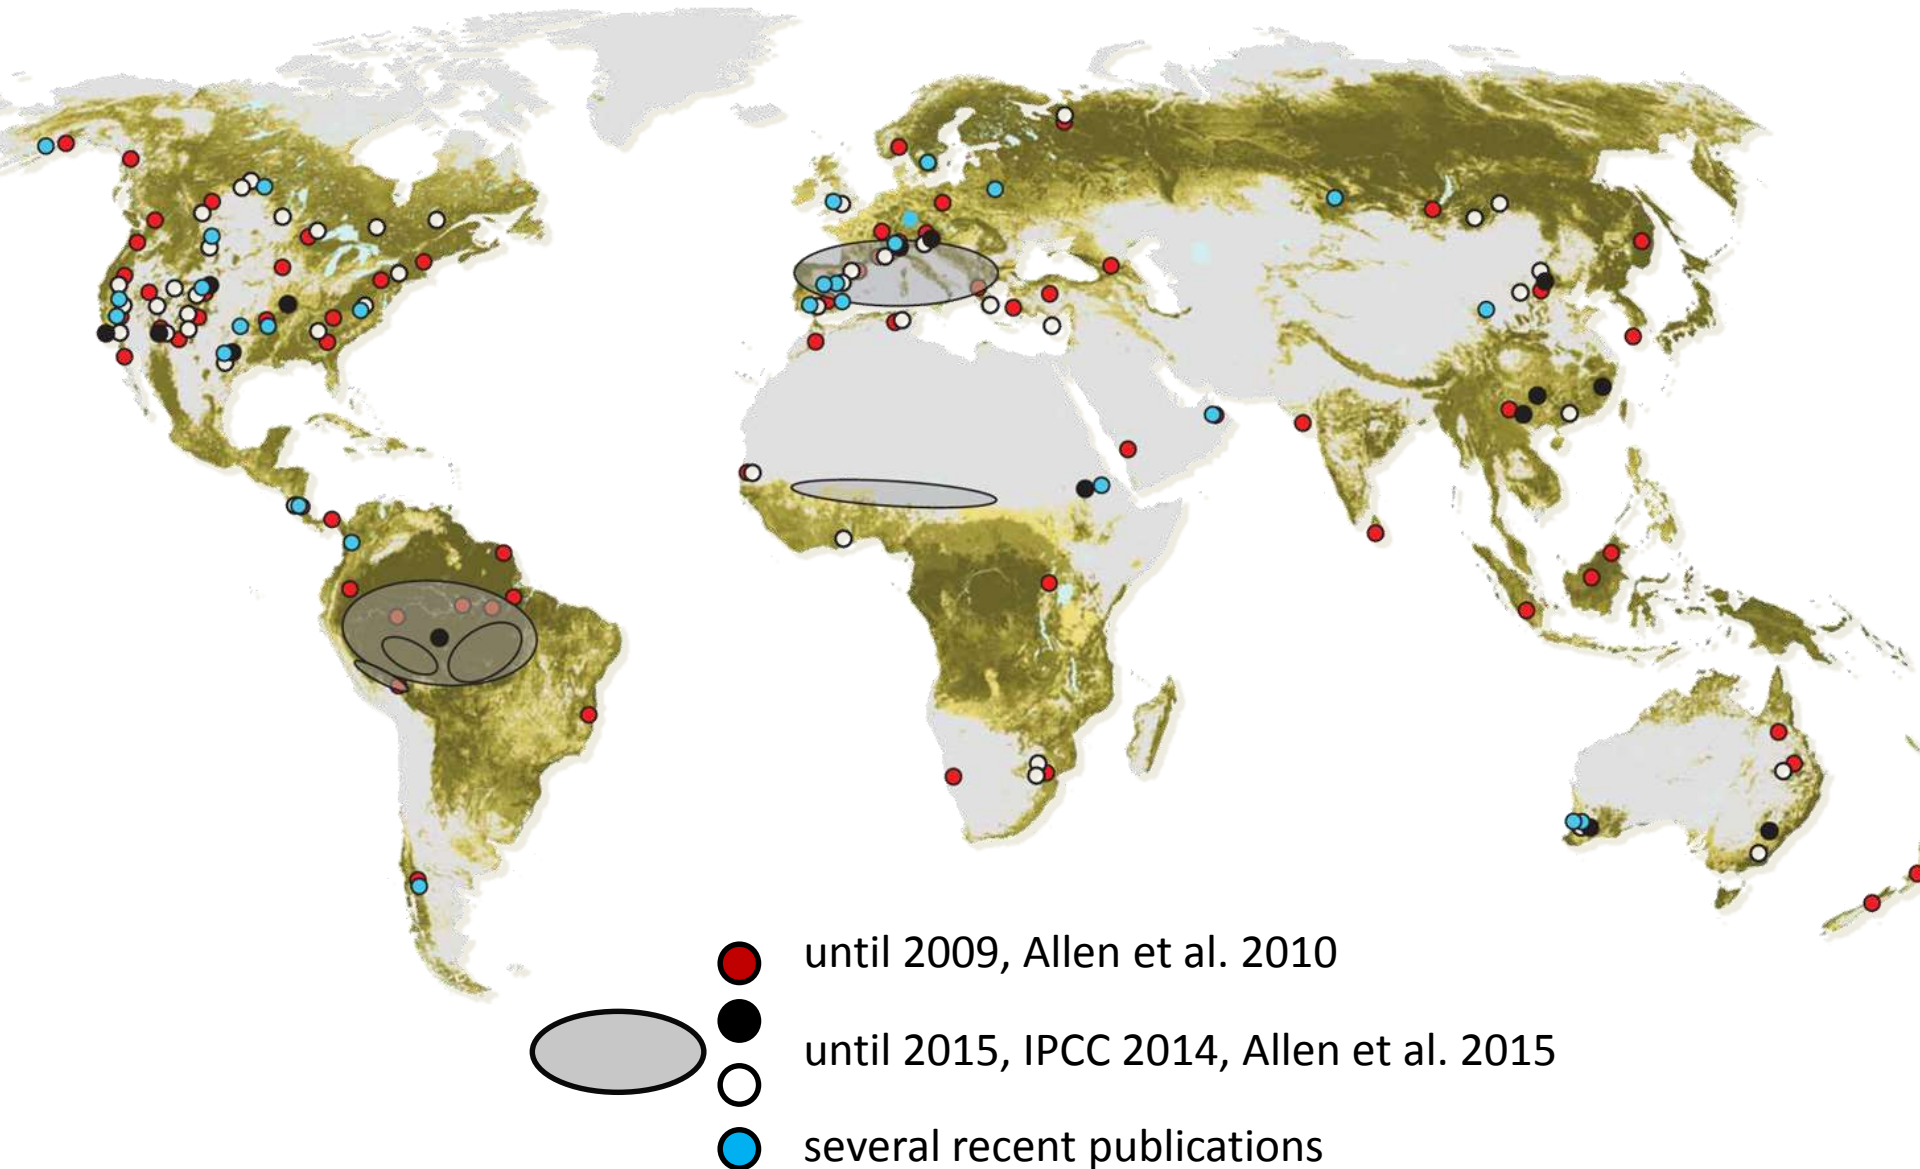 until 2009, Allen et al. 2010
until 2015, IPCC 2014, Allen et al. 2015
several recent publications